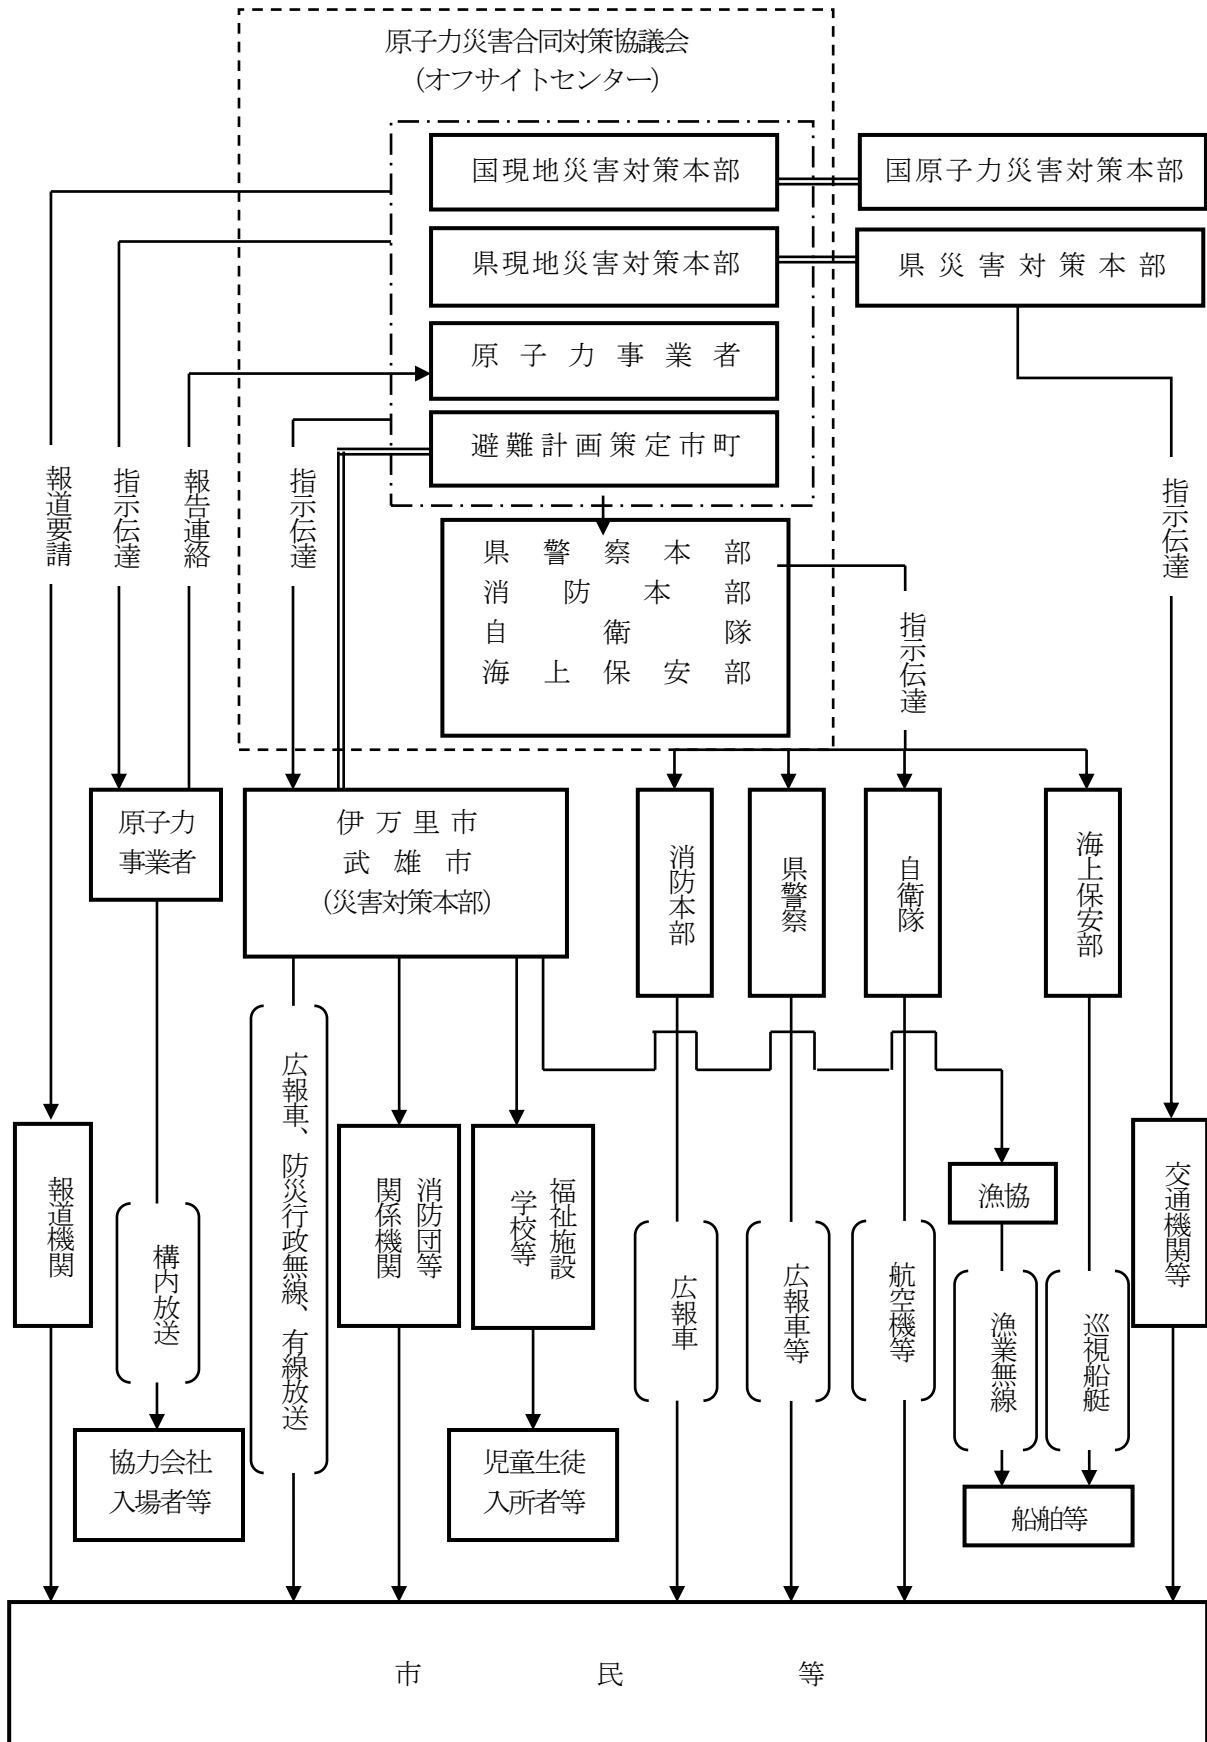 原子力災害合同対策協議会
（オフサイトセンター）
国現地災害対策本部
国原子力災害対策本部
県現地災害対策本部
県災害対策本部
原子力事業者
避難計画策定市町
報道要請
指示伝達
報告連絡
指示伝達
指示伝達
県警察本部
消防本部
自衛隊
海上保安部
指示伝達
原子力
事業者
伊万里市
武雄市
（災害対策本部）
消防本部
県警察
自衛隊
海上保安部
広報車、防災行政無線、有線放送
報道機関
構内放送
消防団等
関係機関
福祉施設
学校等
広報車
広報車等
航空機等
漁協
漁業無線
巡視船艇
交通機関等
協力会社
入場者等
児童生徒
入所者等
船舶等
市民等